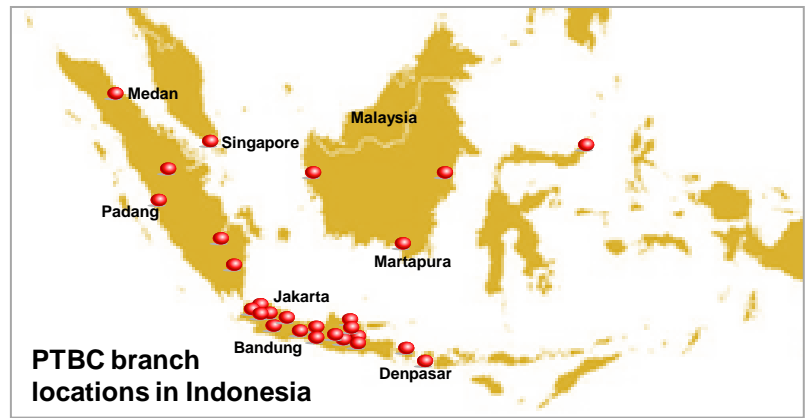 Medan
Malaysia
Singapore
Padang
Martapura
Jakarta
Bandung
Denpasar
PTBC branch
locations in Indonesia